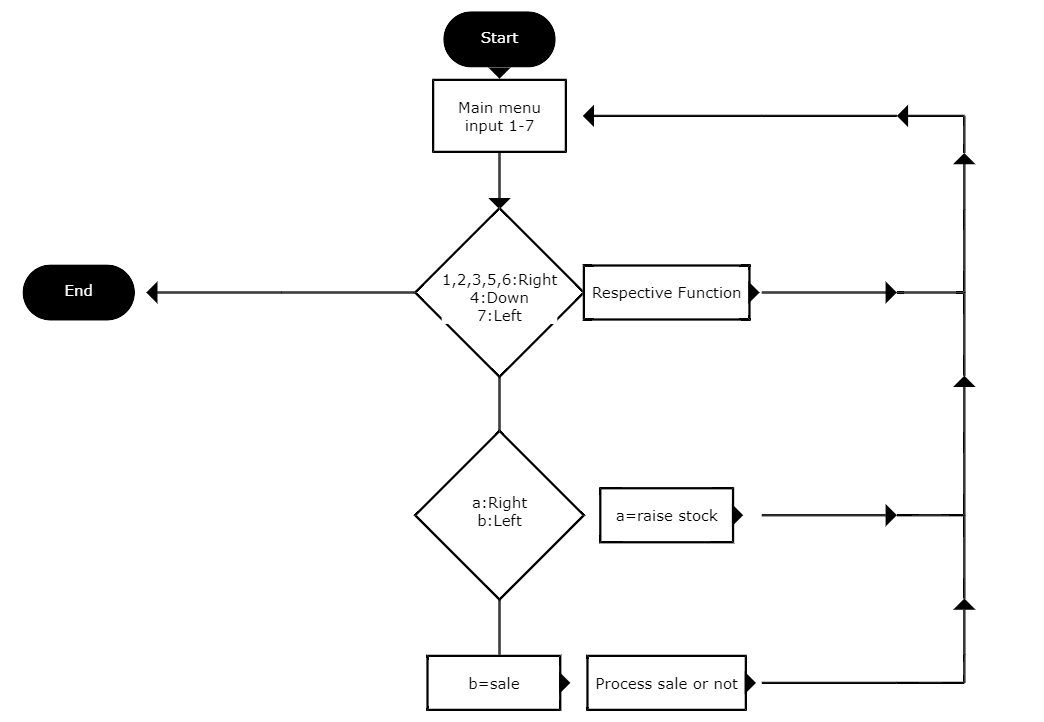 Start
Main menu
input 1-7
1,2,3,5,6:Right
4:Down
7:Left
End
Respective Function
a:Right
b:Left
a=raise stock
b=sale
Process sale or not